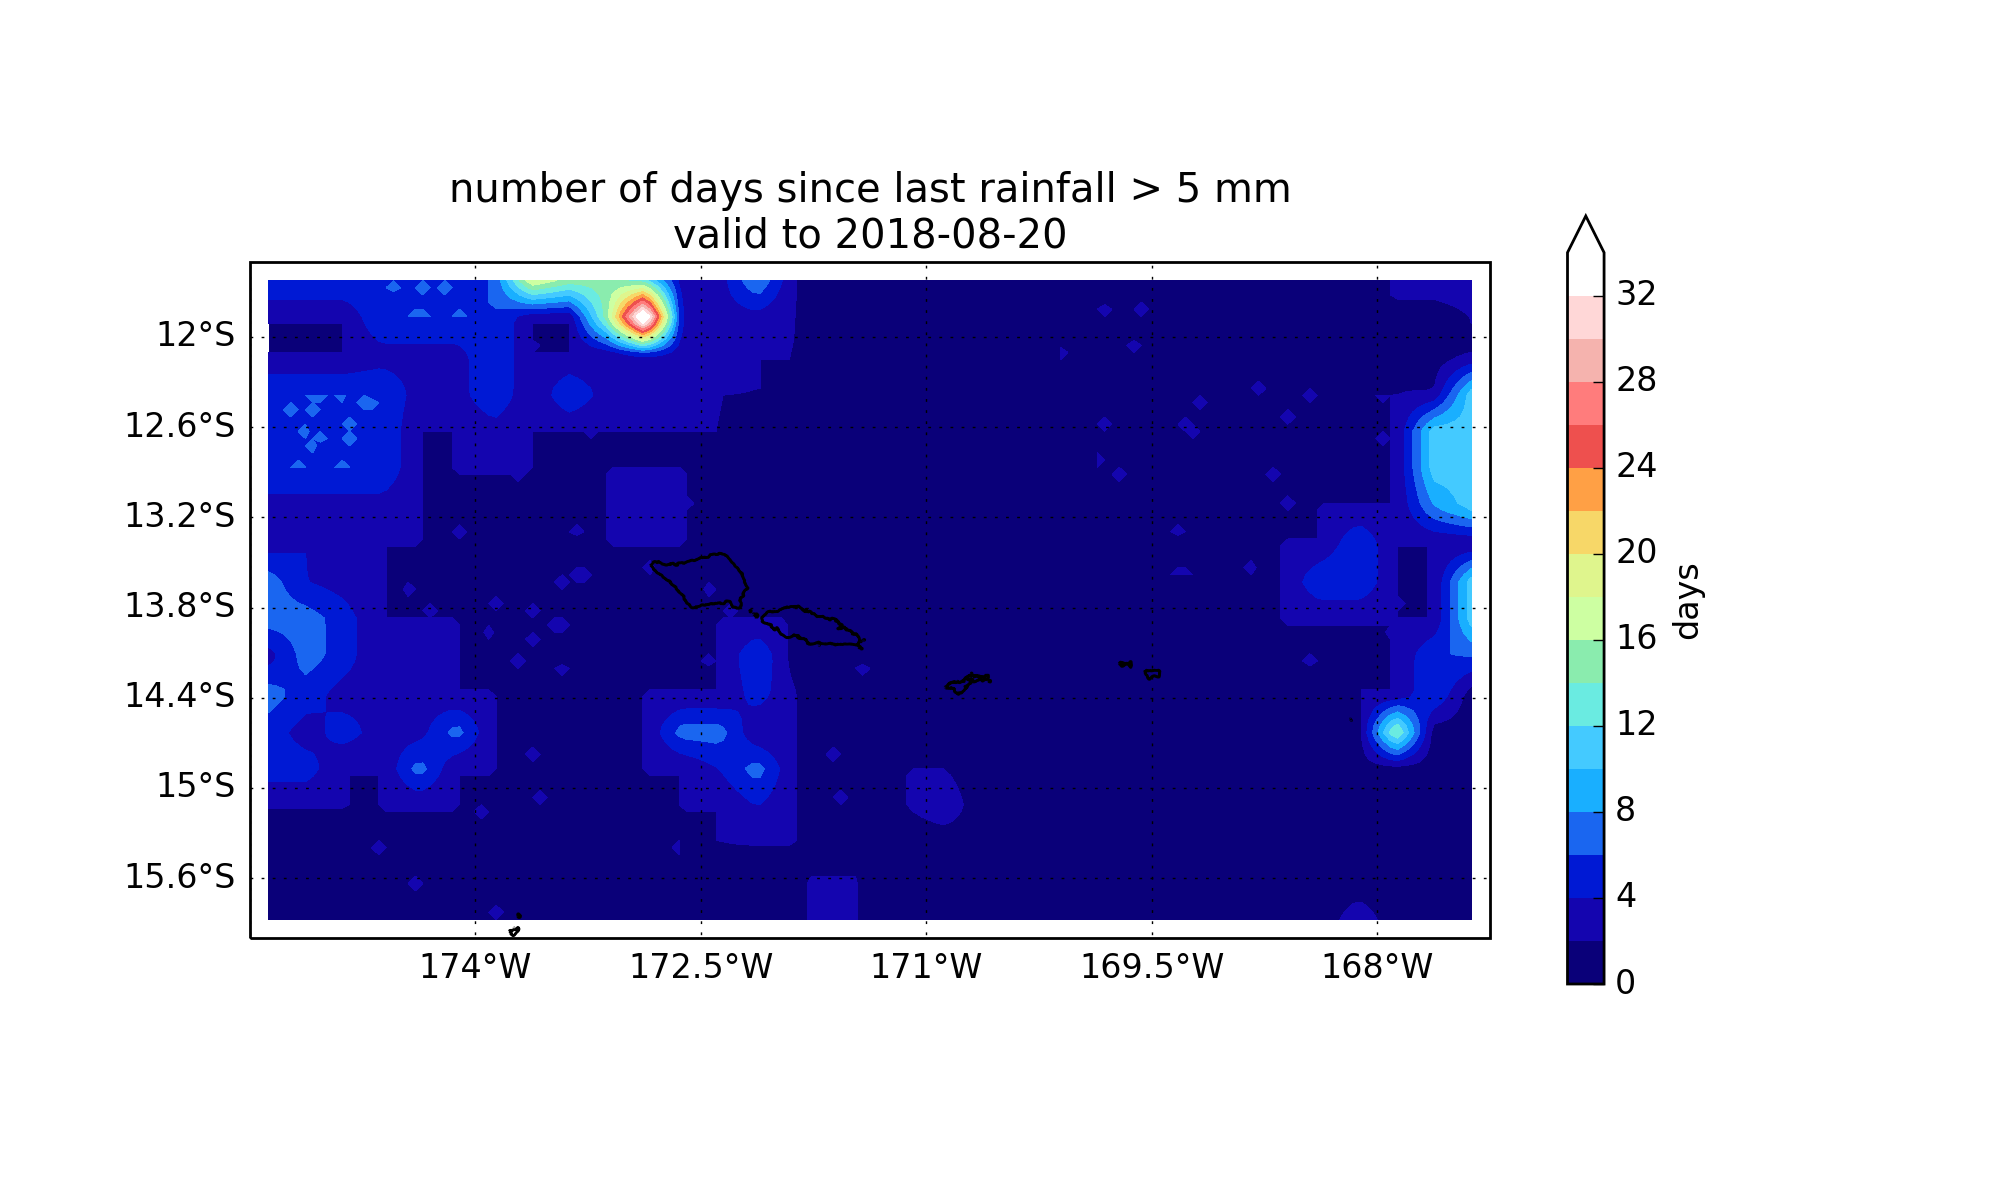 number of days since last rainfall > 5 mm
valid to 2018-08-20
12°S
12.6°S
13.2°S
13.8°S
14.4°S
15°S
15.6°S
174°W
172.5°W
171°W
169.5°W
168°W
32
28
24
20
16
12
8
4
0
days